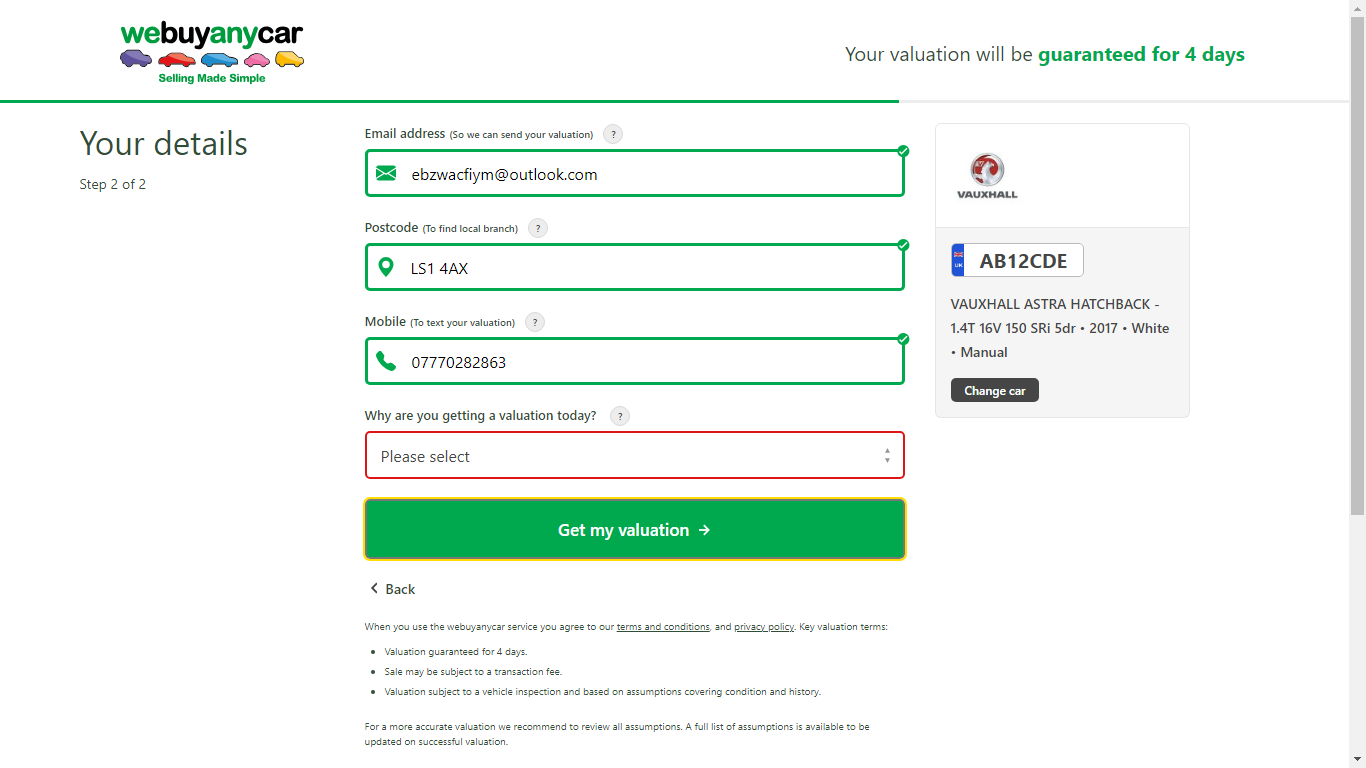 webuyanycar
Selling Made Simple
Your valuation will be guaranteed for 4 days
Your details
Step 2 of 2
Email address (So we can send your valuation) ?
ebzwacfiym@outlook.com
Postcode (To find local branch) ?
LS1 4AX
Mobile (To text your valuation) ?
07770282863
Why are you getting a valuation today? ?
Please select
Get my valuation →
Back
When you use the webuyanycar service you agree to our terms and conditions, and privacy policy. Key valuation terms:
• Valuation guaranteed for 4 days.
• Sale may be subject to a transaction fee.
• Valuation subject to a vehicle inspection and based on assumptions covering condition and history.
For a more accurate valuation we recommend to review all assumptions. A full list of assumptions is available to be
updated on successful valuation.
VAUXHALL
UK
AB12CDE
VAUXHALL ASTRA HATCHBACK -
1.4T 16V 150 SRi 5dr • 2017 • White
• Manual
Change car